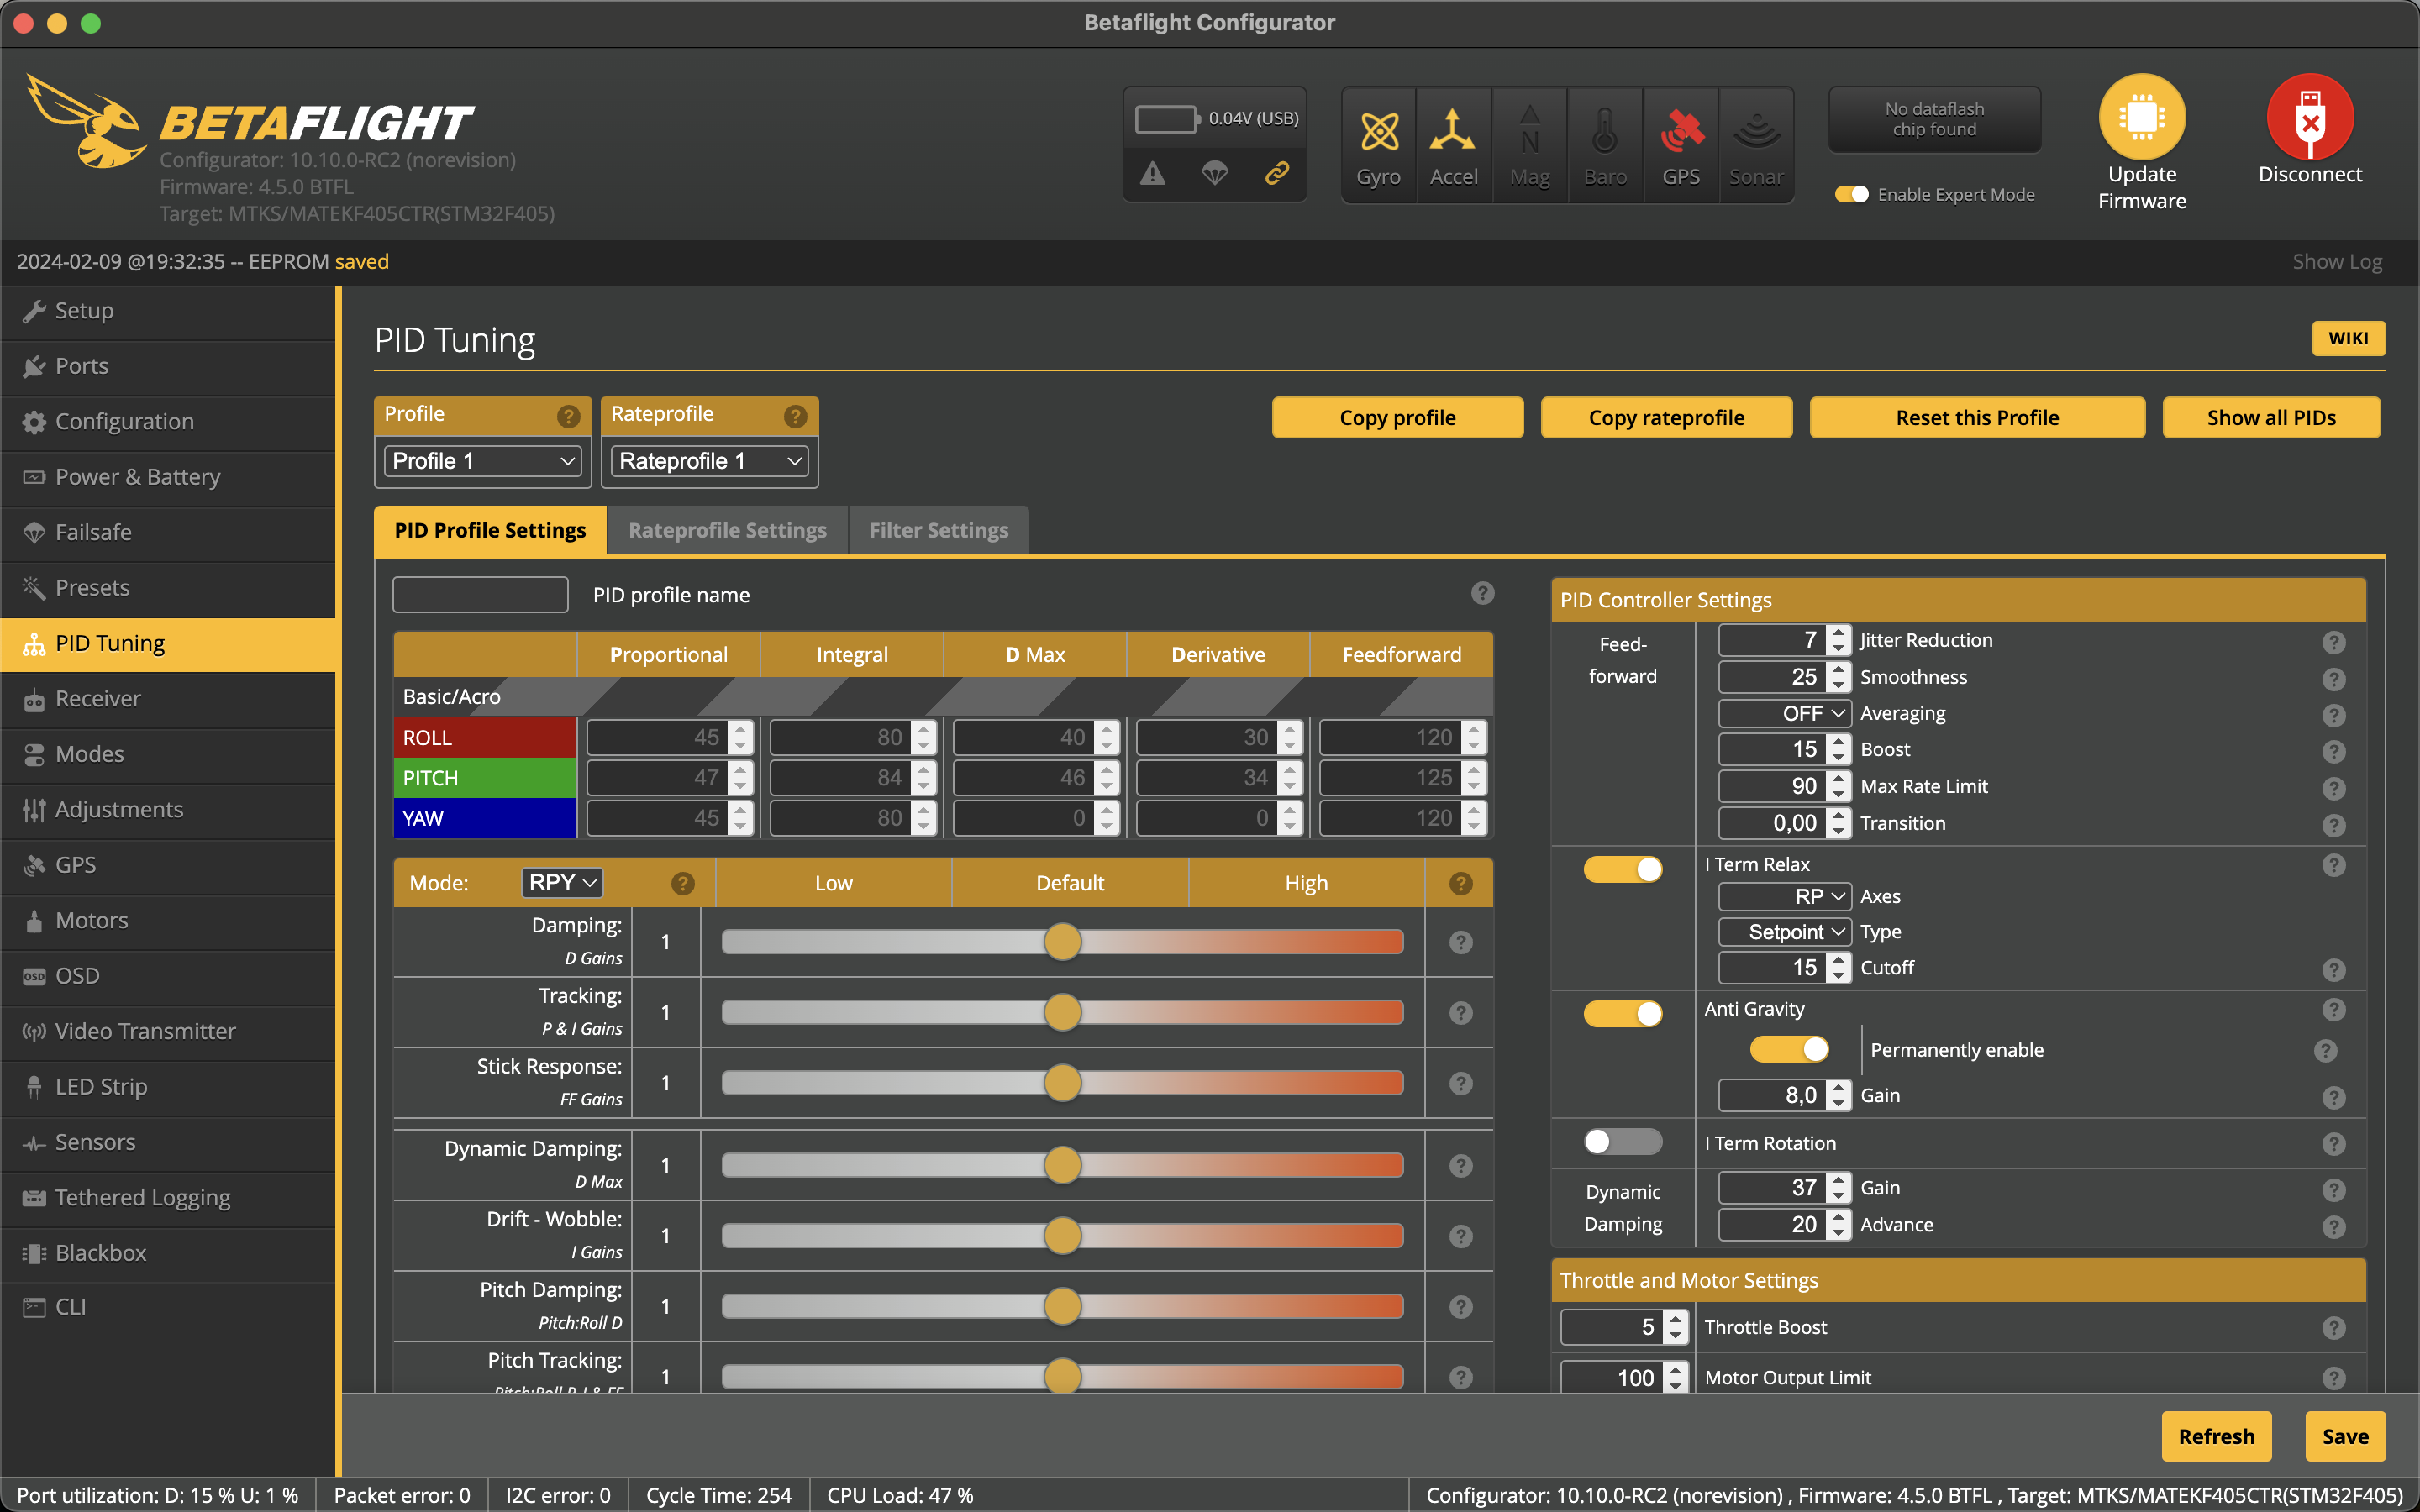 Betaflight Configurator
BETAFLIGHT
Configurator: 10.10.0-RC2 (norevision)
Firmware: 4.5.0 BTFL
Target: MTKS/MATEKF405CTR(STM32F405)
0.04V (USB)
Gyro Accel Mag Baro GPS Sonar
N
No dataflash
chip found
Enable Expert Mode
Update
Firmware
Disconnect
2024-02-09 @19:32:35 -- EEPROM saved
Show Log
Setup
Ports
Configuration
Power & Battery
Failsafe
Presets
PID Tuning
Receiver
Modes
Adjustments
GPS
Motors
OSD OSD
Video Transmitter
LED Strip
Sensors
Tethered Logging
Blackbox
CLI
PID Tuning
WIKI
Profile ?
Profile 1
Rateprofile ?
Rateprofile 1
Copy profile
Copy rateprofile
Reset this Profile
Show all PIDs
PID Profile Settings
Rateprofile Settings
Filter Settings
PID profile name ?
Proportional Integral D Max Derivative Feedforward
Basic/Acro
ROLL 45 80 40 30 120
PITCH 47 84 46 34 125
YAW 45 80 0 0 120
Mode: RPY ? Low Default High ?
Damping:
D Gains
1 ?
Tracking:
P & I Gains
1 ?
Stick Response:
FF Gains
1 ?
Dynamic Damping:
D Max
1 ?
Drift - Wobble:
I Gains
1 ?
Pitch Damping:
Pitch:Roll D
1 ?
Pitch Tracking:
Pitch:Roll P, I & FF
1 ?
PID Controller Settings
Feed-
forward
7 Jitter Reduction ?
25 Smoothness ?
OFF Averaging ?
15 Boost ?
90 Max Rate Limit ?
0,00 Transition ?
I Term Relax ?
RP Axes
Setpoint Type
15 Cutoff ?
Anti Gravity ?
Permanently enable ?
8,0 Gain ?
I Term Rotation ?
Dynamic
Damping
37 Gain ?
20 Advance ?
Throttle and Motor Settings
5 Throttle Boost ?
100 Motor Output Limit ?
Refresh
Save
Port utilization: D: 15 % U: 1 % Packet error: 0 I2C error: 0 Cycle Time: 254 CPU Load: 47 %
Configurator: 10.10.0-RC2 (norevision) , Firmware: 4.5.0 BTFL , Target: MTKS/MATEKF405CTR(STM32F405)